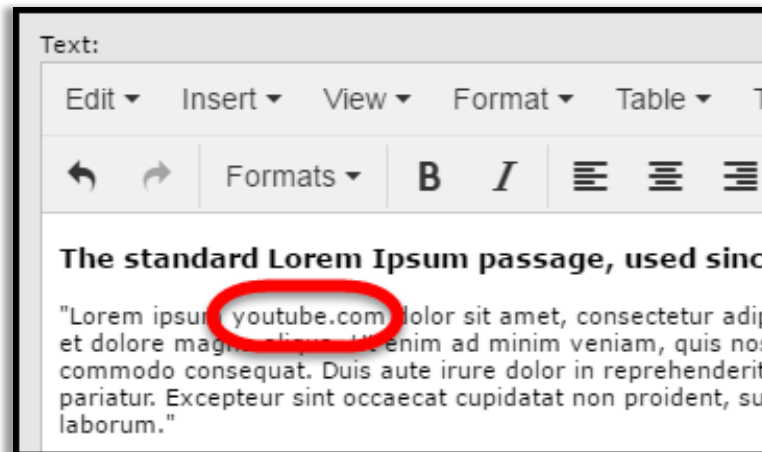 Text:
Edit Insert View Format Table T
Formats B I
The standard Lorem Ipsum passage, used sinc
"Lorem ipsum youtube.com dolor sit amet, consectetur adip
et dolore magna aliqua. Ut enim ad minim veniam, quis nos
commodo consequat. Duis aute irure dolor in reprehenderit
pariatur. Excepteur sint occaecat cupidatat non proident, su
laborum."